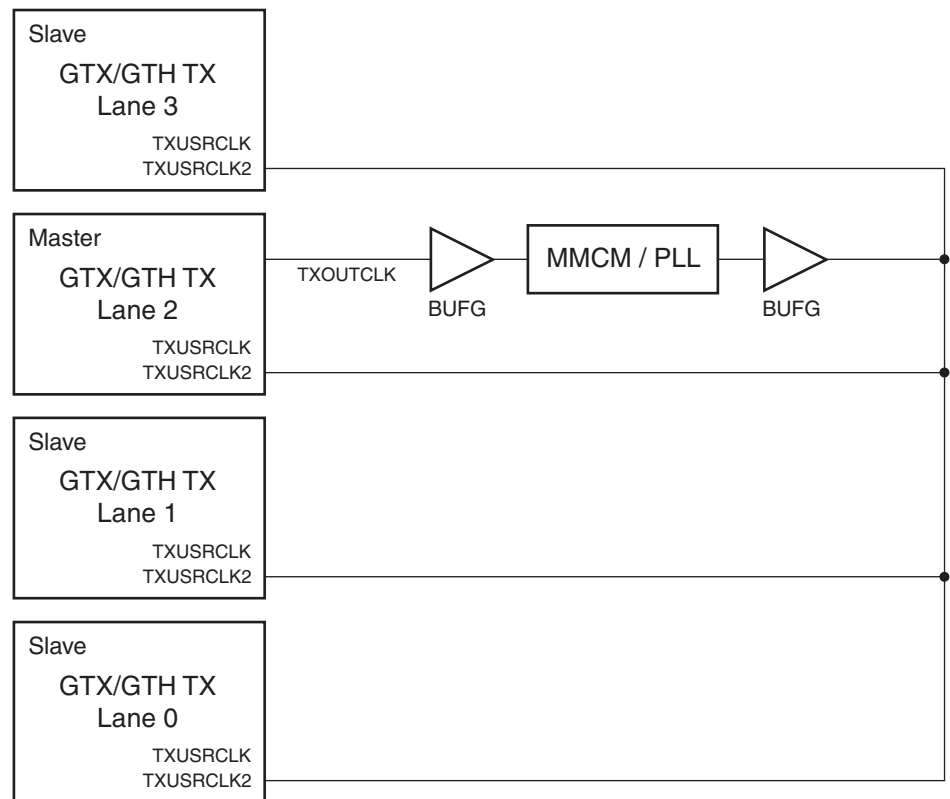 Slave
GTX/GTH TX
Lane 3
TXUSRCLK
TXUSRCLK2
Master
GTX/GTH TX
Lane 2
TXUSRCLK
TXUSRCLK2
TXOUTCLK
BUFG
MMCM / PLL
BUFG
Slave
GTX/GTH TX
Lane 1
TXUSRCLK
TXUSRCLK2
Slave
GTX/GTH TX
Lane 0
TXUSRCLK
TXUSRCLK2